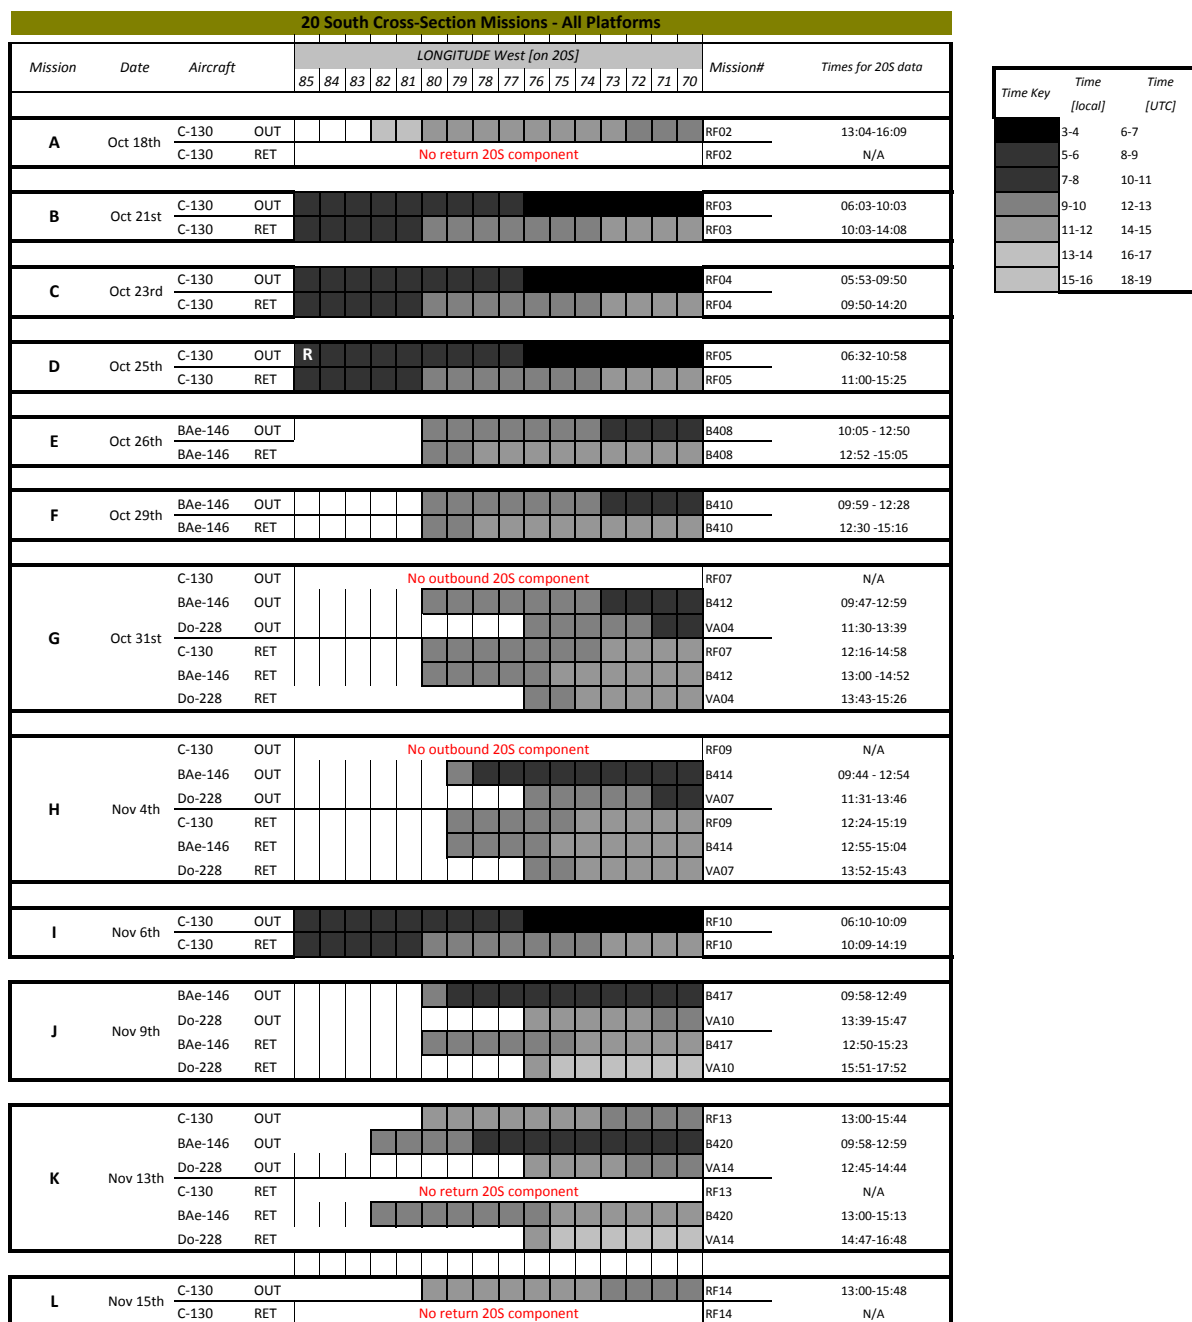 20 South Cross-Section Missions - All Platforms
LONGITUDE West [on 20S]
Mission Date Aircraft Mission# Times for 20S data
85 84 83 82 81 80 79 78 77 76 75 74 73 72 71 70
A Oct 18th
C-130 OUT RF02 13:04-16:09
C-130 RET No return 20S component RF02 N/A
B Oct 21st
C-130 OUT RF03 06:03-10:03
C-130 RET RF03 10:03-14:08
C Oct 23rd
C-130 OUT RF04 05:53-09:50
C-130 RET RF04 09:50-14:20
D Oct 25th
C-130 OUT R RF05 06:32-10:58
C-130 RET RF05 11:00-15:25
E Oct 26th
BAe-146 OUT B408 10:05 - 12:50
BAe-146 RET B408 12:52 -15:05
F Oct 29th
BAe-146 OUT B410 09:59 - 12:28
BAe-146 RET B410 12:30 -15:16
G Oct 31st
C-130 OUT No outbound 20S component RF07 N/A
BAe-146 OUT B412 09:47-12:59
Do-228 OUT VA04 11:30-13:39
C-130 RET RF07 12:16-14:58
BAe-146 RET B412 13:00 -14:52
Do-228 RET VA04 13:43-15:26
H Nov 4th
C-130 OUT No outbound 20S component RF09 N/A
BAe-146 OUT B414 09:44 - 12:54
Do-228 OUT VA07 11:31-13:46
C-130 RET RF09 12:24-15:19
BAe-146 RET B414 12:55-15:04
Do-228 RET VA07 13:52-15:43
I Nov 6th
C-130 OUT RF10 06:10-10:09
C-130 RET RF10 10:09-14:19
J Nov 9th
BAe-146 OUT B417 09:58-12:49
Do-228 OUT VA10 13:39-15:47
BAe-146 RET B417 12:50-15:23
Do-228 RET VA10 15:51-17:52
K Nov 13th
C-130 OUT RF13 13:00-15:44
BAe-146 OUT B420 09:58-12:59
Do-228 OUT VA14 12:45-14:44
C-130 RET No return 20S component RF13 N/A
BAe-146 RET B420 13:00-15:13
Do-228 RET VA14 14:47-16:48
L Nov 15th
C-130 OUT RF14 13:00-15:48
C-130 RET No return 20S component RF14 N/A
Time Key Time Time
[local] [UTC]
3-4 6-7
5-6 8-9
7-8 10-11
9-10 12-13
11-12 14-15
13-14 16-17
15-16 18-19